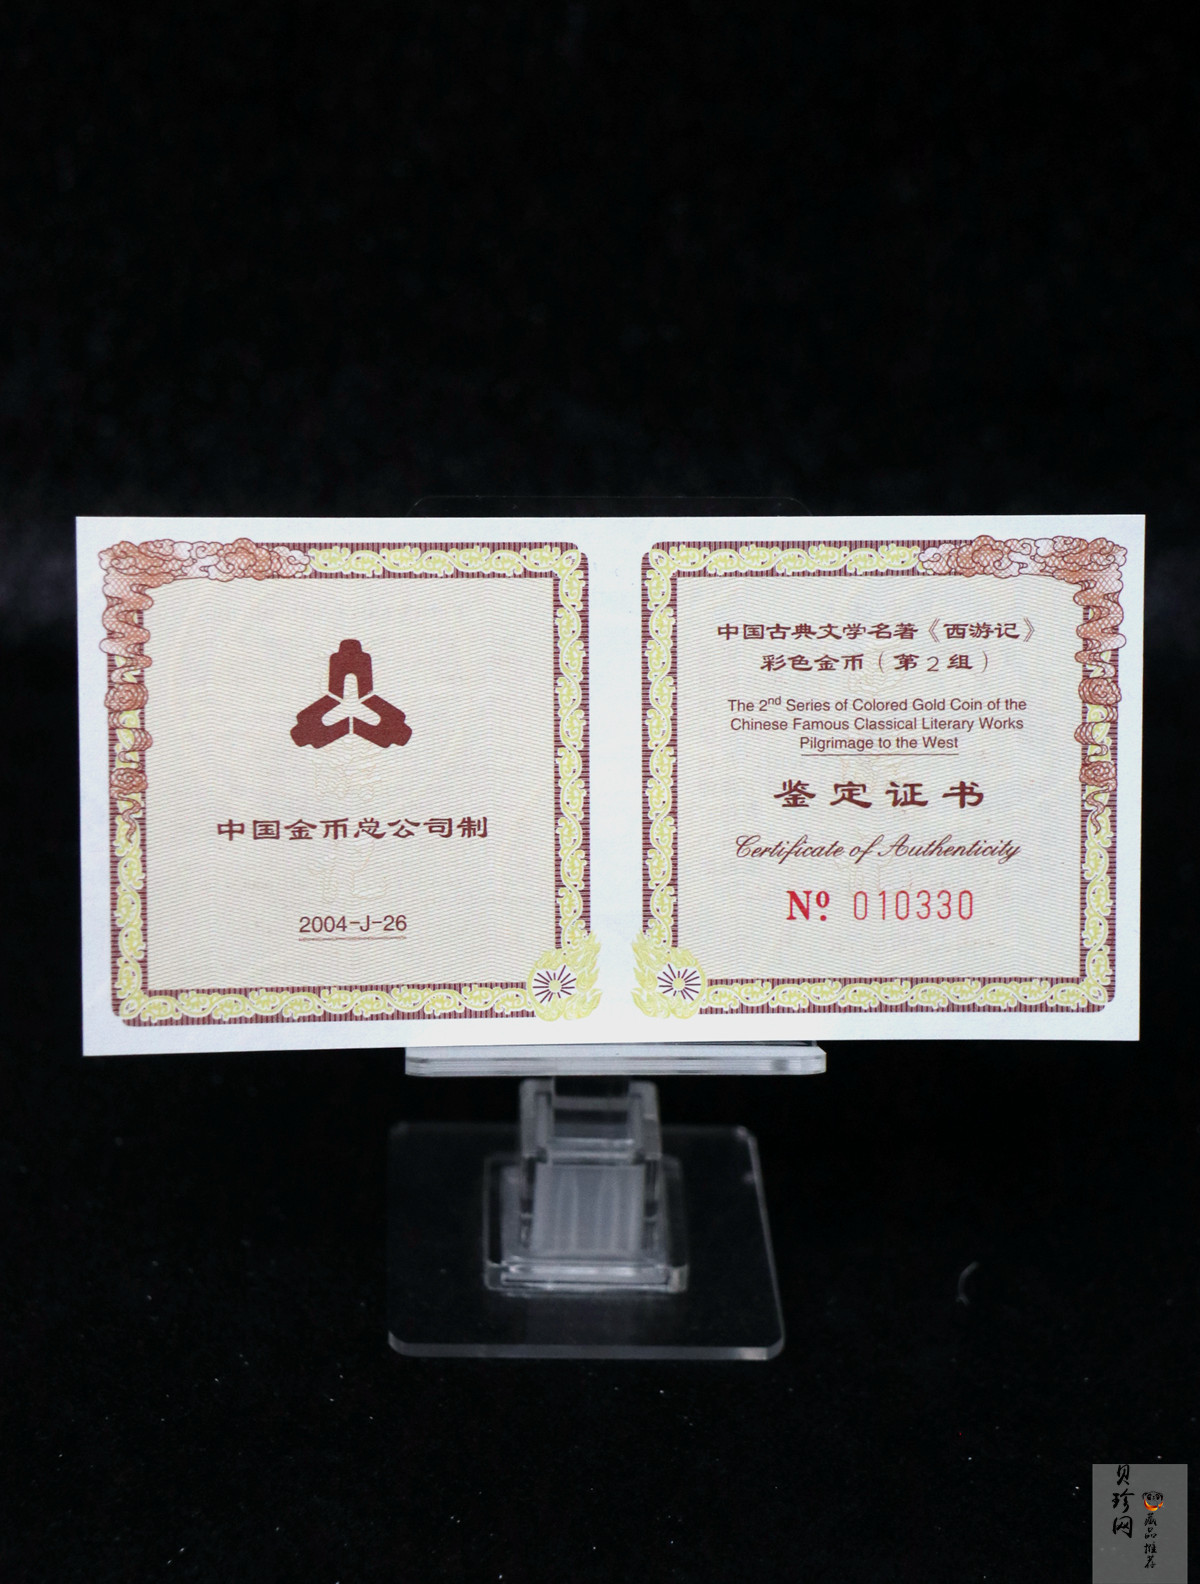 中国金币总公司制
2004-J-26
中国古典文学名著《西游记》
彩色金币（第2组）
The 2nd Series of Colored Gold Coin of the
Chinese Famous Classical Literary Works
Pilgrimage to the West
鉴定证书
Certificate of Authenticity
Nº 010330
贝珍网
藏品推荐